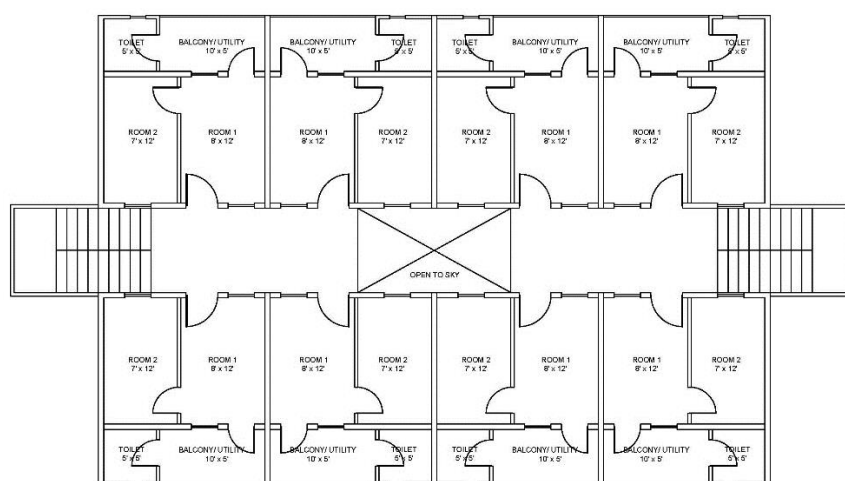 TOILET
5' x 5'
BALCONY/ UTILITY
10' x 5'
BALCONY/ UTILITY
10' x 5'
TOILET
5' x 5'
TOILET
5' x 5'
BALCONY/ UTILITY
10' x 5'
BALCONY/ UTILITY
10' x 5'
TOILET
5' x 5'
ROOM 2
7' x 12'
ROOM 1
8' x 12'
ROOM 1
8' x 12'
ROOM 2
7' x 12'
ROOM 2
7' x 12'
ROOM 1
8' x 12'
ROOM 1
8' x 12'
ROOM 2
7' x 12'
OPEN TO SKY
ROOM 2
7' x 12'
ROOM 1
8' x 12'
ROOM 1
8' x 12'
ROOM 2
7' x 12'
ROOM 2
7' x 12'
ROOM 1
8' x 12'
ROOM 1
8' x 12'
ROOM 2
7' x 12'
TOILET
5' x 5'
BALCONY/ UTILITY
10' x 5'
BALCONY/ UTILITY
10' x 5'
TOILET
5' x 5'
TOILET
5' x 5'
BALCONY/ UTILITY
10' x 5'
BALCONY/ UTILITY
10' x 5'
TOILET
5' x 5'